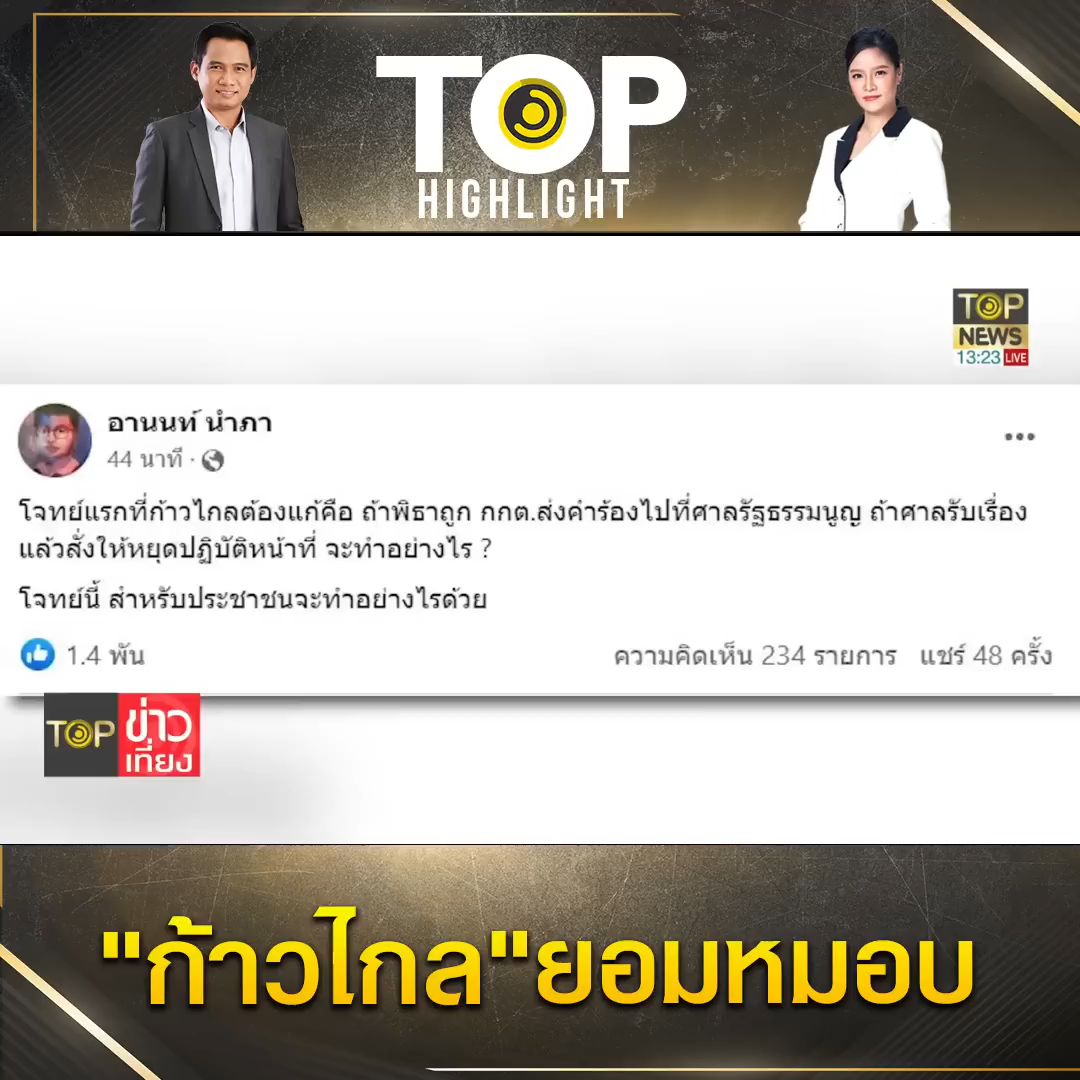 TOP
HIGHLIGHT
TOP
NEWS
13:23 LIVE
อานนท์ นำภา
44 นาที ·
โจทย์แรกที่ก้าวไกลต้องแก้คือ ถ้าพิธาถูก กกต.ส่งคำร้องไปที่ศาลรัฐธรรมนูญ ถ้าศาลรับเรื่อง
แล้วสั่งให้หยุดปฏิบัติหน้าที่ จะทำอย่างไร ?
โจทย์นี้ สำหรับประชาชนจะทำอย่างไรด้วย
1.4 พัน ความคิดเห็น 234 รายการ แชร์ 48 ครั้ง
TOP ข่าว
เที่ยง
"ก้าวไกล"ยอมหมอบ